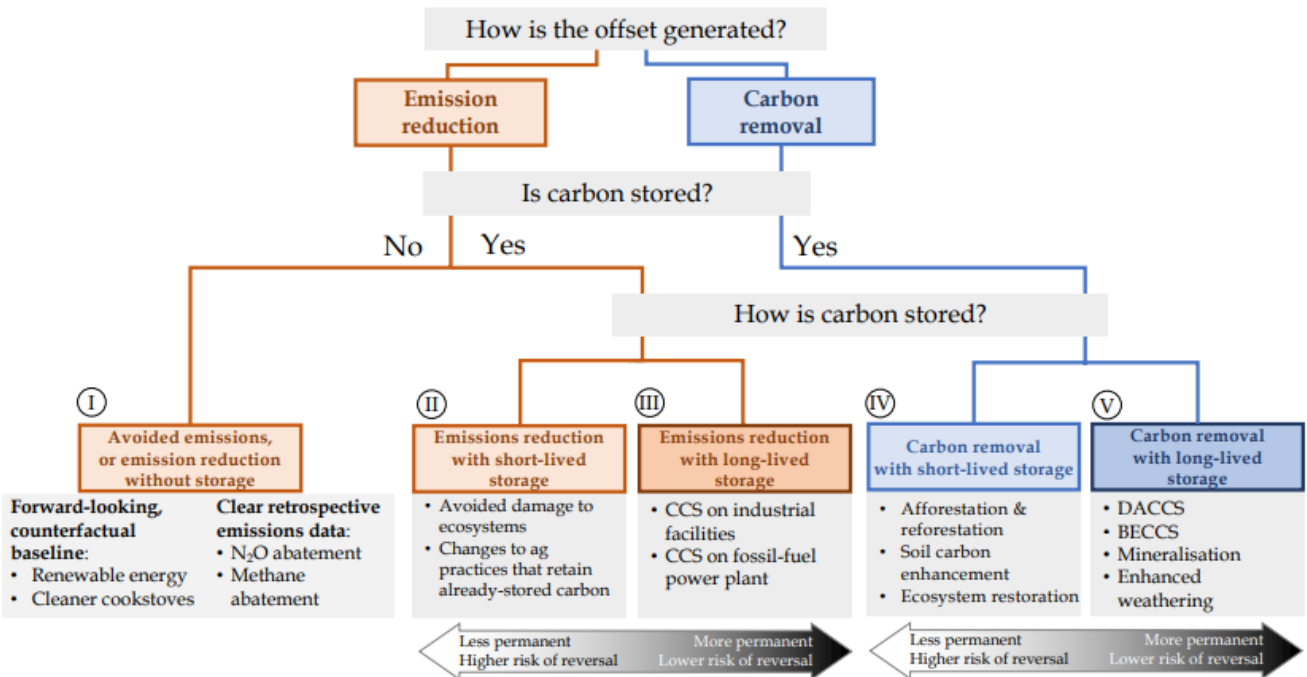 How is the offset generated?
Emission
reduction
Carbon
removal
Is carbon stored?
No
Yes
Yes
How is carbon stored?
I
Avoided emissions,
or emission reduction
without storage
Forward-looking,
counterfactual
baseline:
• Renewable energy
• Cleaner cookstoves
Clear retrospective
emissions data:
• N₂O abatement
• Methane
abatement
II
Emissions reduction
with short-lived
storage
• Avoided damage to
ecosystems
• Changes to ag
practices that retain
already-stored carbon
III
Emissions reduction
with long-lived
storage
• CCS on industrial
facilities
• CCS on fossil-fuel
power plant
IV
Carbon removal
with short-lived storage
• Afforestation &
reforestation
• Soil carbon
enhancement
• Ecosystem restoration
V
Carbon removal
with long-lived
storage
• DACCS
• BECCS
• Mineralisation
• Enhanced
weathering
Less permanent
Higher risk of reversal
More permanent
Lower risk of reversal
Less permanent
Higher risk of reversal
More permanent
Lower risk of reversal